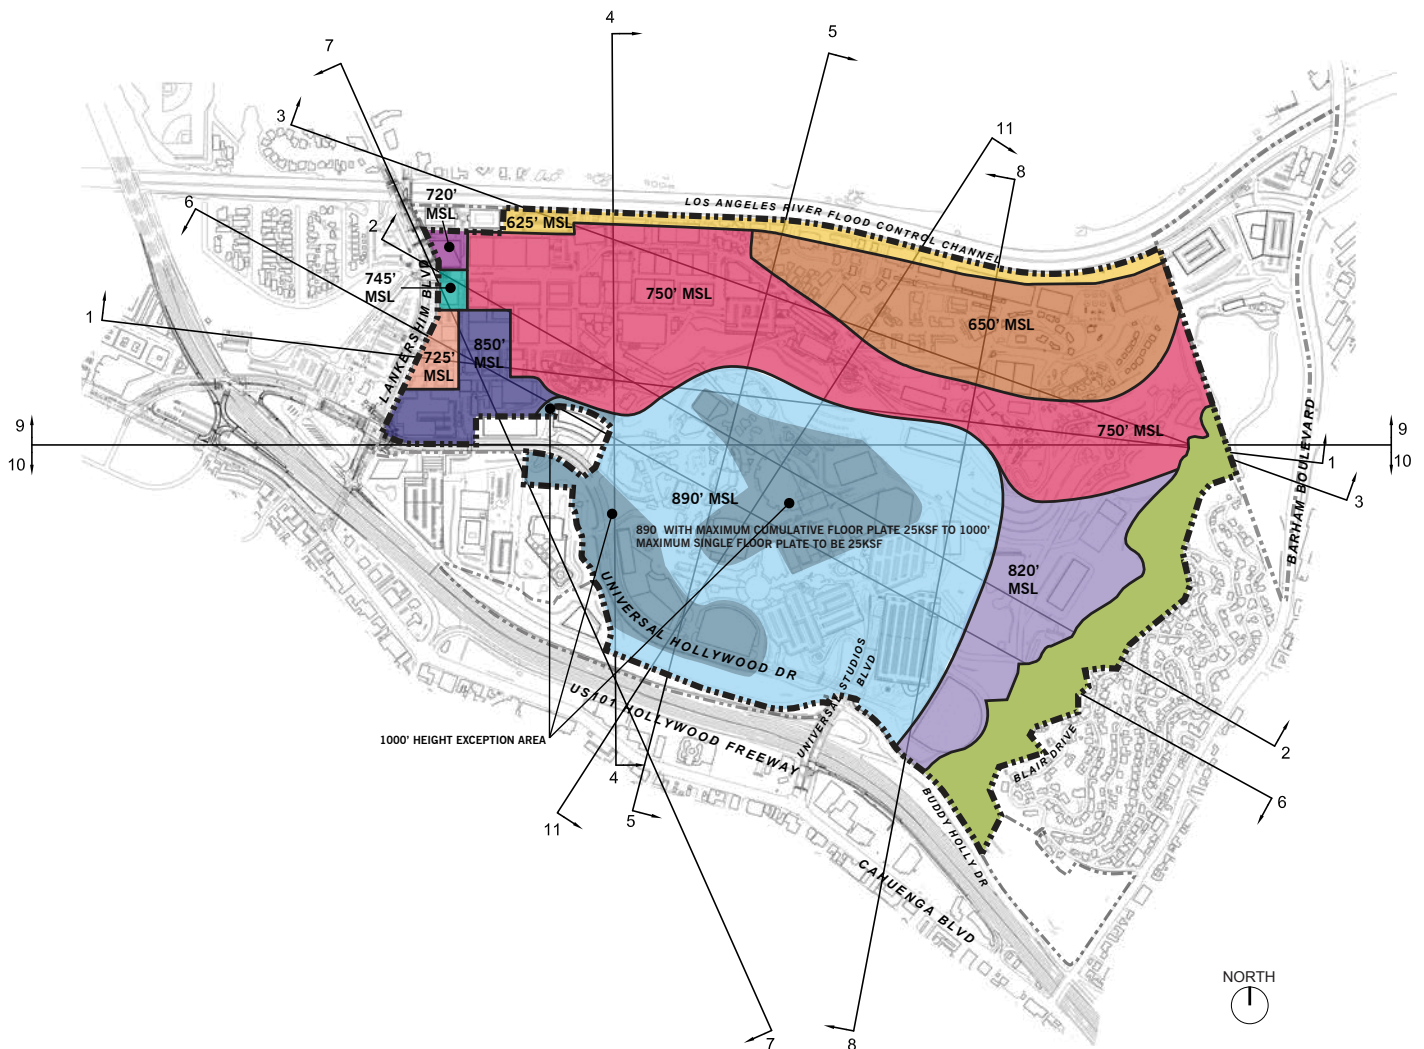 4
5
7
3
11
8
6
2
720'
MSL
625' MSL
LOS ANGELES RIVER FLOOD CONTROL CHANNEL
745'
MSL
750' MSL
650' MSL
1
LANKERSHIM BLVD
725'
MSL
850'
MSL
9
10
750' MSL
9
10
1
3
BARHAM BOULEVARD
890' MSL
890 WITH MAXIMUM CUMULATIVE FLOOR PLATE 25KSF TO 1000'
MAXIMUM SINGLE FLOOR PLATE TO BE 25KSF
820'
MSL
UNIVERSAL HOLLYWOOD DR
UNIVERSAL STUDIOS
BLVD
US101 HOLLYWOOD FREEWAY
1000' HEIGHT EXCEPTION AREA
BLAIR DRIVE
2
6
4
5
11
BUDDY HOLLY DR
CAHUENGA BLVD
NORTH
7
8